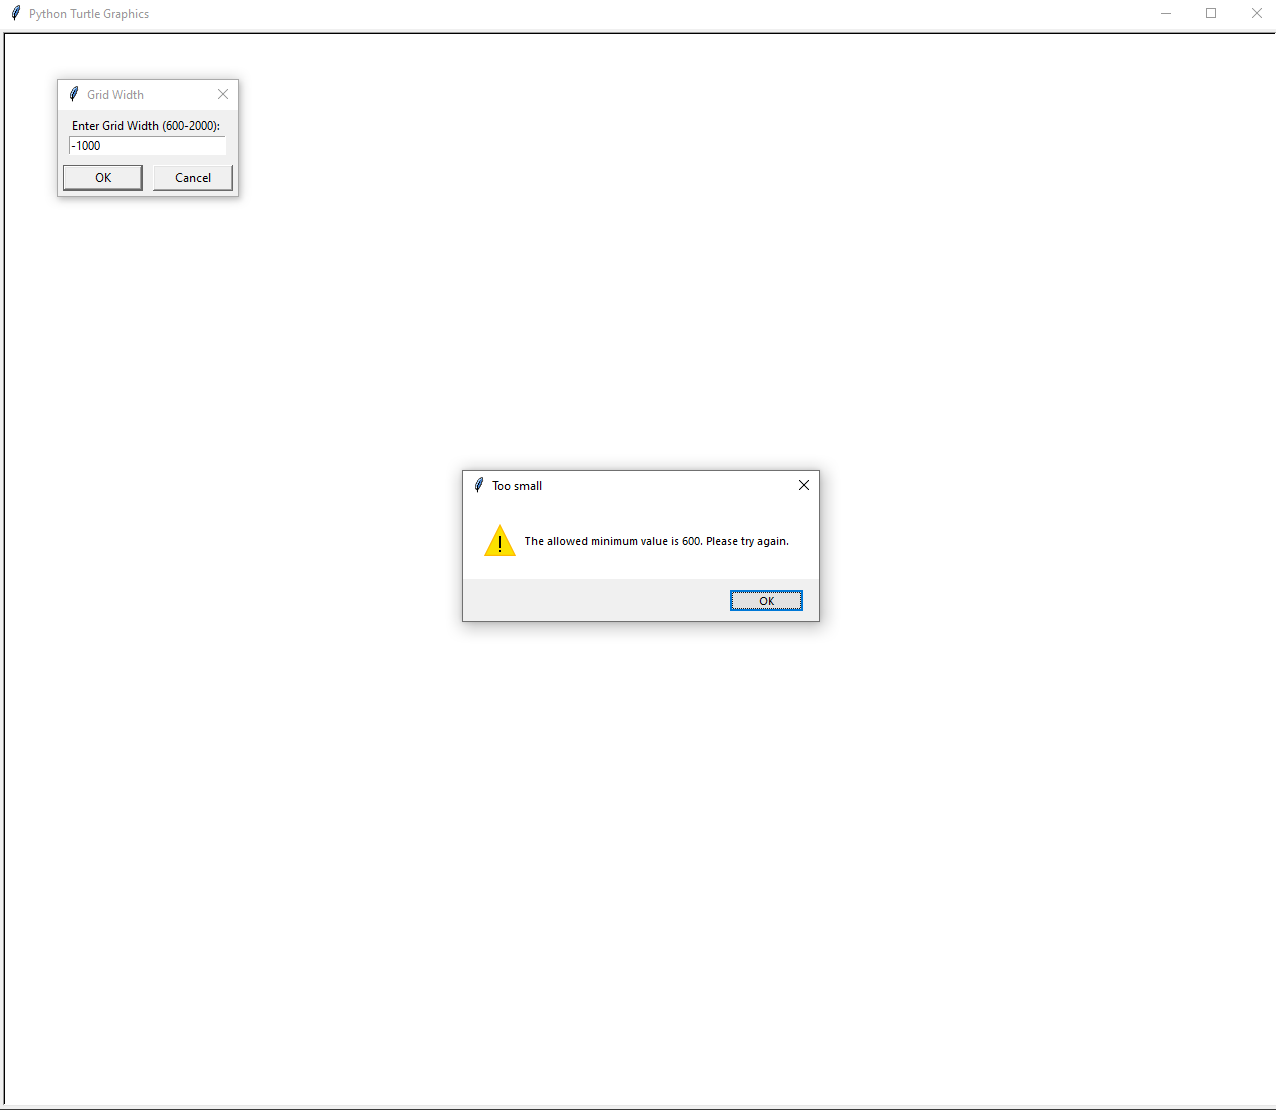 Python Turtle Graphics
Grid Width
Enter Grid Width (600-2000):
-1000
OK
Cancel
Too small
The allowed minimum value is 600. Please try again.
OK